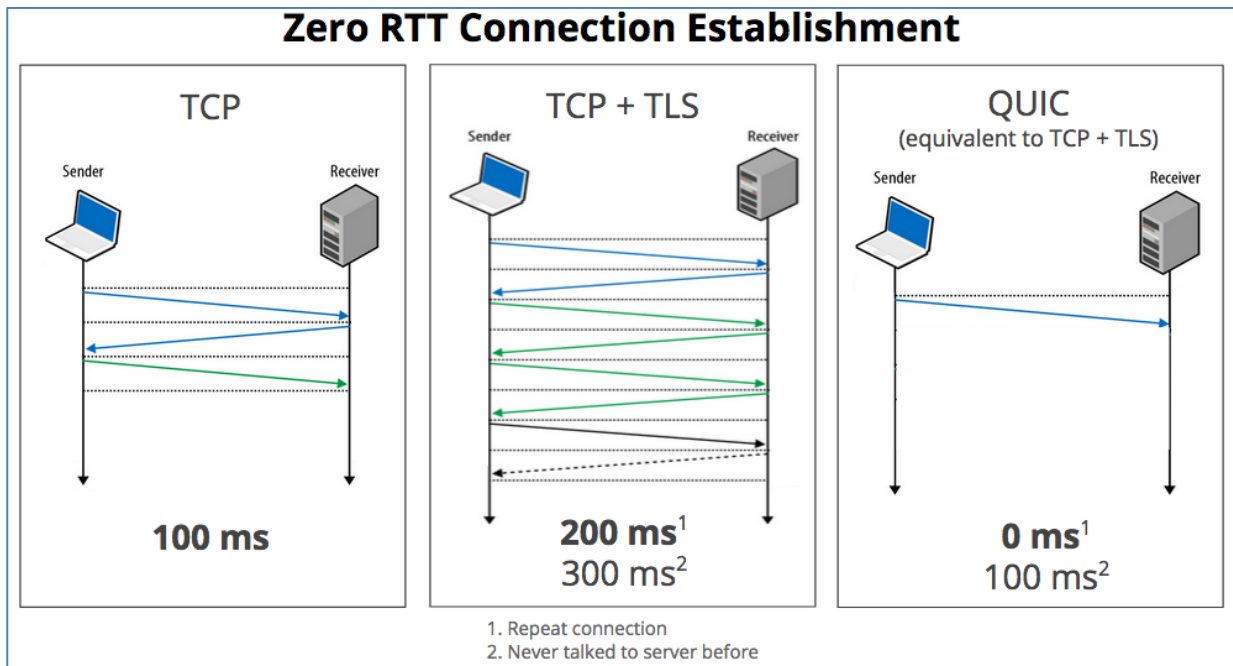 Zero RTT Connection Establishment
TCP
Sender
Receiver
100 ms
TCP + TLS
Sender
Receiver
200 ms¹
300 ms²
QUIC
(equivalent to TCP + TLS)
Sender
Receiver
0 ms¹
100 ms²
1. Repeat connection
2. Never talked to server before